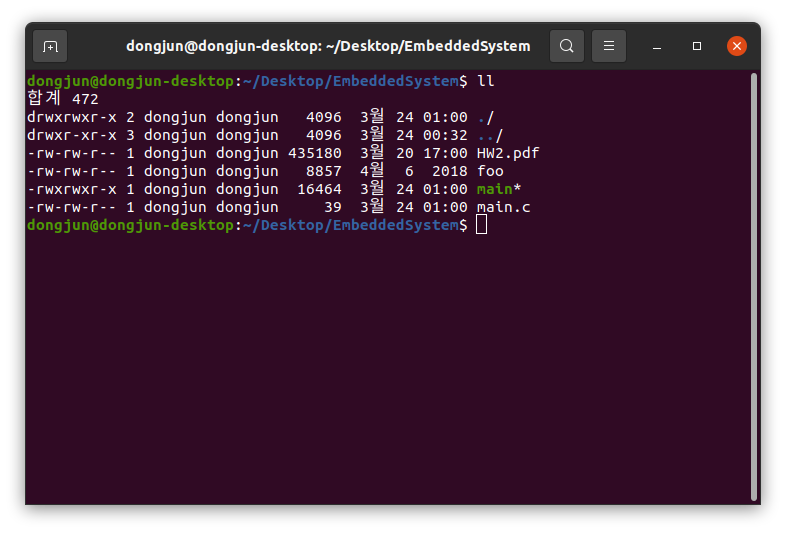 dongjun@dongjun-desktop: ~/Desktop/EmbeddedSystem
dongjun@dongjun-desktop:~/Desktop/EmbeddedSystem$ ll
합계 472
drwxrwxr-x 2 dongjun dongjun   4096  3월 24 01:00 ./
drwxr-xr-x 3 dongjun dongjun   4096  3월 24 00:32 ../
-rw-rw-r-- 1 dongjun dongjun 435180  3월 20 17:00 HW2.pdf
-rw-rw-r-- 1 dongjun dongjun   8857  4월  6  2018 foo
-rwxrwxr-x 1 dongjun dongjun  16464  3월 24 01:00 main*
-rw-rw-r-- 1 dongjun dongjun     39  3월 24 01:00 main.c
dongjun@dongjun-desktop:~/Desktop/EmbeddedSystem$